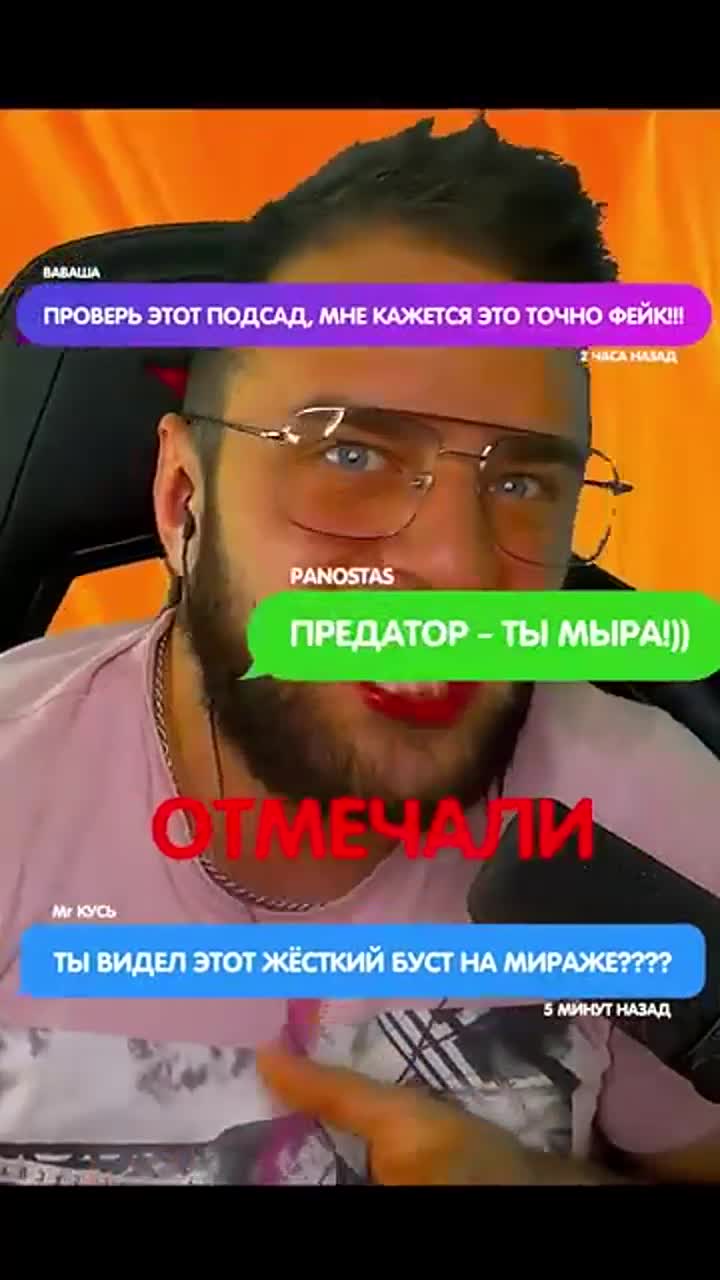 ВАВАША
ПРОВЕРЬ ЭТОТ ПОДСАД, МНЕ КАЖЕТСЯ ЭТО ТОЧНО ФЕЙК!!!
2 ЧАСА НАЗАД
PANOSTAS
ПРЕДАТОР – ТЫ МЫРА!))
ОТМЕЧАЛИ
Mr КУСЬ
ТЫ ВИДЕЛ ЭТОТ ЖЁСТКИЙ БУСТ НА МИРАЖЕ????
5 МИНУТ НАЗАД